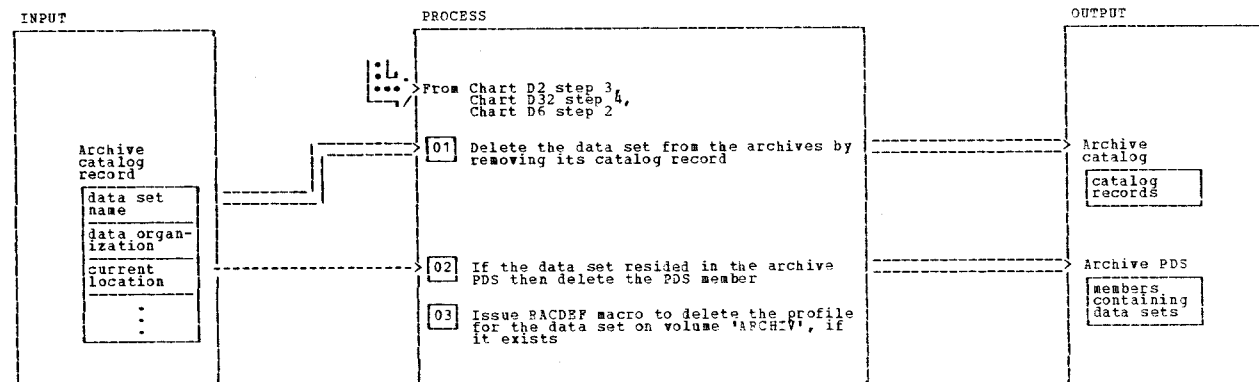 INPUT
PROCESS
OUTPUT
From Chart D2 step 3,
Chart D32 step 4,
Chart D6 step 2
Archive
catalog
record
data set
name
data organ-
ization
current
location
01 Delete the data set from the archives by
removing its catalog record
02 If the data set resided in the archive
PDS then delete the PDS member
03 Issue RACDEF macro to delete the profile
for the data set on volume 'ARCHIV', if
it exists
Archive
catalog
catalog
records
Archive PDS
members
containing
data sets